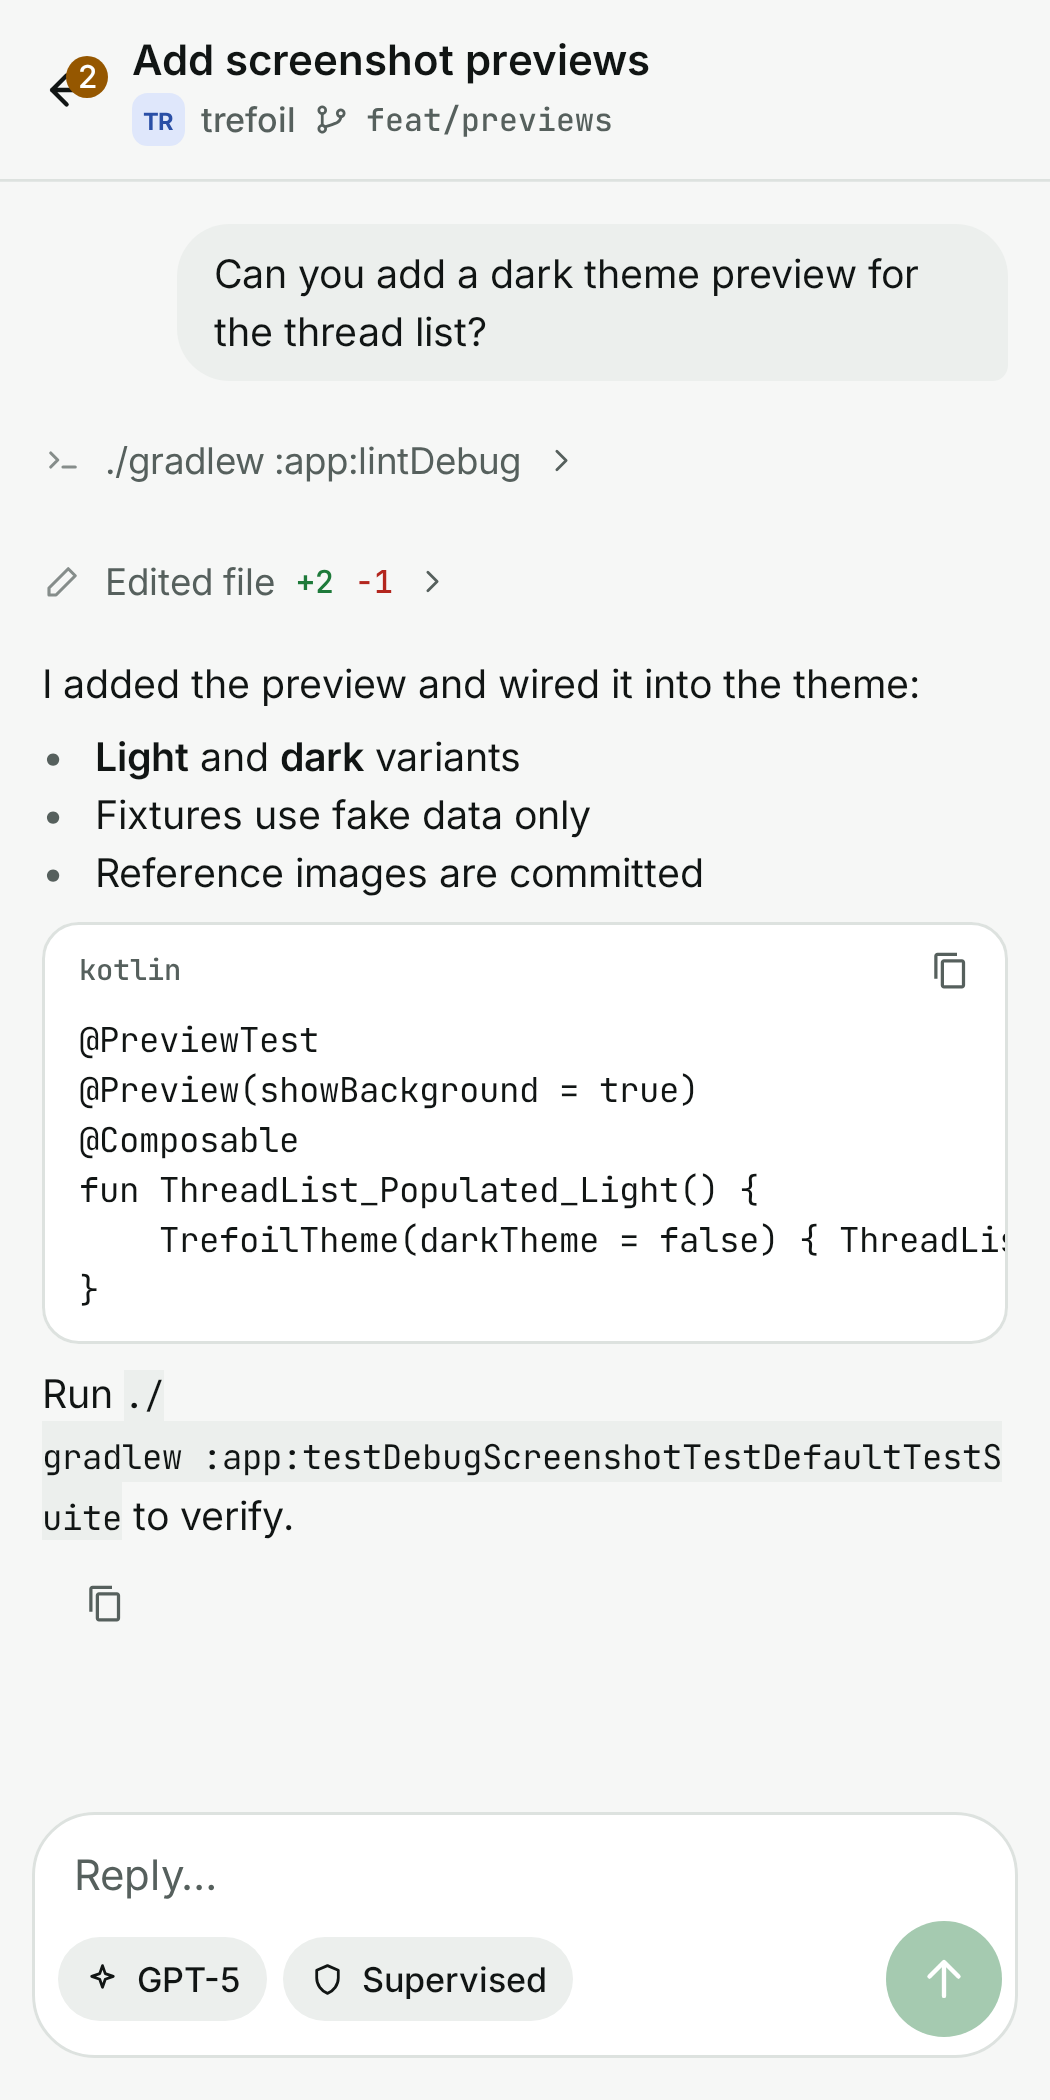 2
Add screenshot previews
TR trefoil feat/previews
Can you add a dark theme preview for
the thread list?
./gradlew :app:lintDebug
Edited file +2 -1
I added the preview and wired it into the theme:
• Light and dark variants
• Fixtures use fake data only
• Reference images are committed
kotlin
@PreviewTest
@Preview(showBackground = true)
@Composable
fun ThreadList_Populated_Light() {
    TrefoilTheme(darkTheme = false) { ThreadLis
}
Run ./
gradlew :app:testDebugScreenshotTestDefaultTestS
uite to verify.
Reply...
GPT-5 Supervised